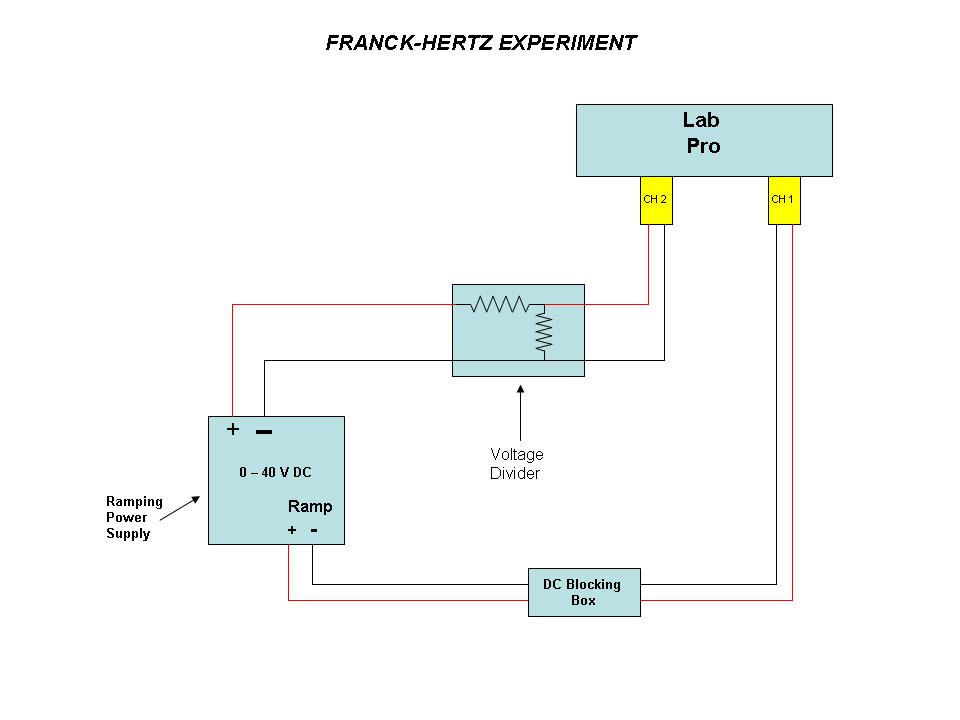 FRANCK-HERTZ EXPERIMENT
Lab
Pro
CH 2
CH 1
+ –
0 – 40 V DC
Voltage
Divider
Ramping
Power
Supply
Ramp
+ -
DC Blocking
Box